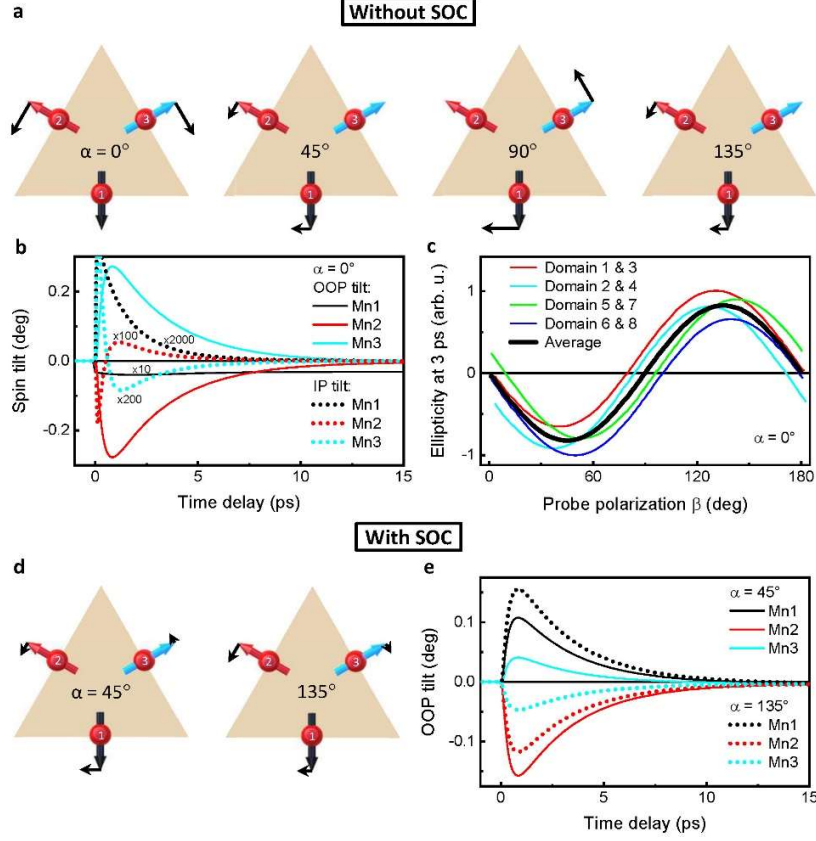 Without SOC
a
2
3
α = 0°
1
2
3
45°
1
2
3
90°
1
2
3
135°
1
b
α = 0°
OOP tilt:
Mn1
Mn2
Mn3
IP tilt:
Mn1
Mn2
Mn3
x100
x2000
x10
x200
0.2
0.0
-0.2
Spin tilt (deg)
0
5
10
15
Time delay (ps)
c
Domain 1 & 3
Domain 2 & 4
Domain 5 & 7
Domain 6 & 8
Average
α = 0°
1
0
-1
Ellipticity at 3 ps (arb. u.)
0
60
120
180
Probe polarization β (deg)
With SOC
d
2
3
α = 45°
1
2
3
135°
1
e
α = 45°
Mn1
Mn2
Mn3
α = 135°
Mn1
Mn2
Mn3
0.1
0.0
-0.1
OOP tilt (deg)
0
5
10
15
Time delay (ps)